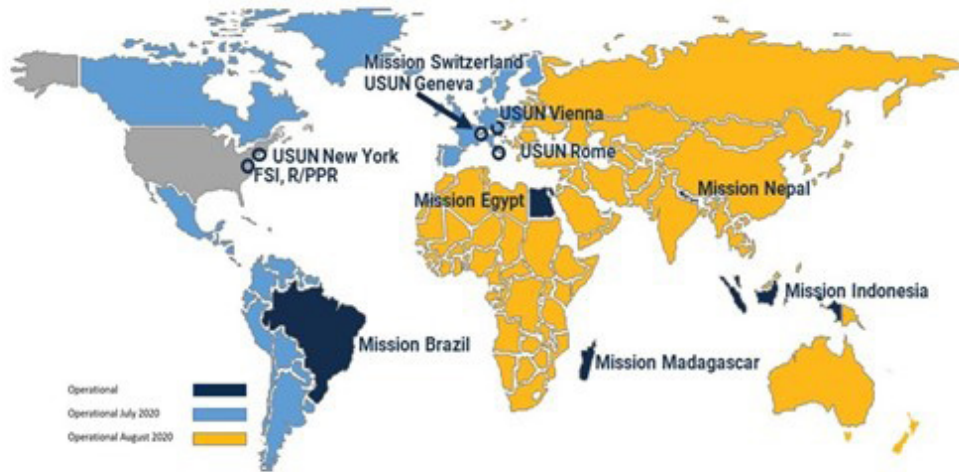 Mission Switzerland
USUN Geneva
USUN Vienna
USUN New York
USUN Rome
FSI, R/PPR
Mission Egypt
Mission Nepal
Mission Indonesia
Mission Brazil
Mission Madagascar
Operational
Operational July 2020
Operational August 2020